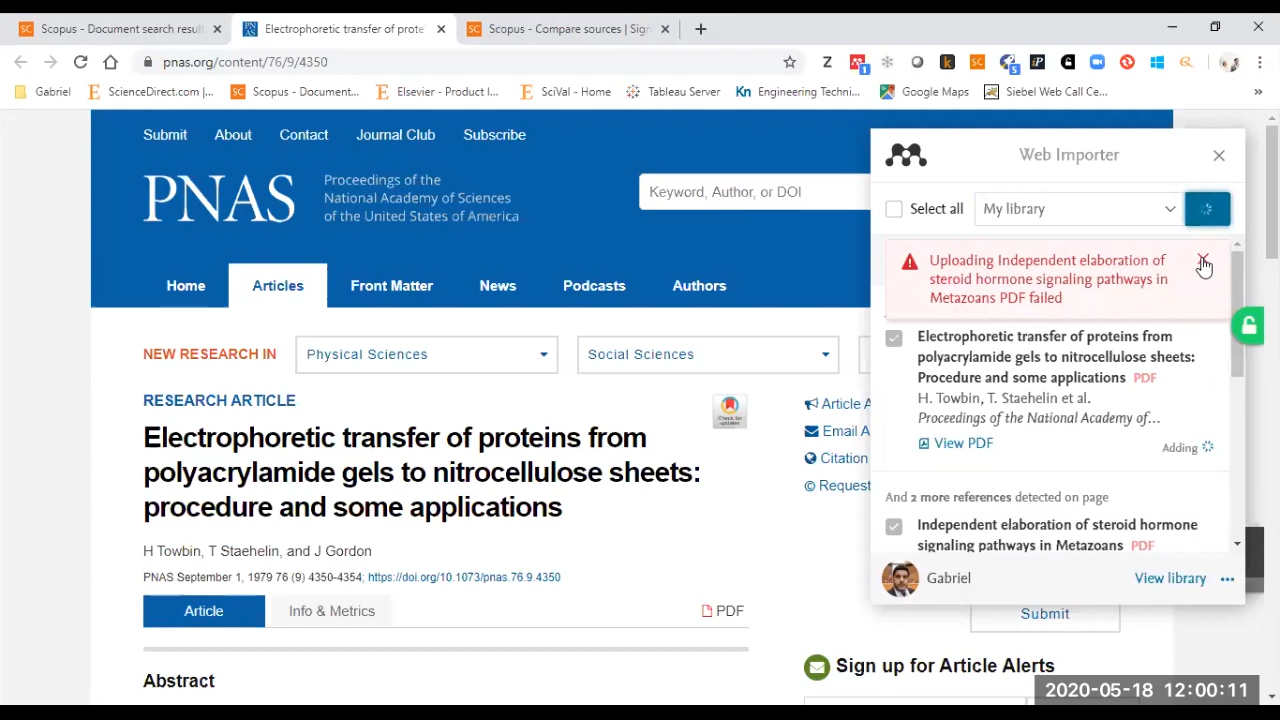 Scopus - Document search result
Electrophoretic transfer of prote
Scopus - Compare sources | Sign
pnas.org/content/76/9/4350
Gabriel
ScienceDirect.com |...
Scopus - Document...
Elsevier - Product I...
SciVal - Home
Tableau Server
Kn Engineering Techni...
Google Maps
Siebel Web Call Ce...
Submit
About
Contact
Journal Club
Subscribe
PNAS
Proceedings of the
National Academy of Sciences
of the United States of America
Keyword, Author, or DOI
Home
Articles
Front Matter
News
Podcasts
Authors
NEW RESEARCH IN
Physical Sciences
Social Sciences
RESEARCH ARTICLE
Check for
updates
Electrophoretic transfer of proteins from
polyacrylamide gels to nitrocellulose sheets:
procedure and some applications
H Towbin, T Staehelin, and J Gordon
PNAS September 1, 1979 76 (9) 4350-4354; https://doi.org/10.1073/pnas.76.9.4350
Article
Info & Metrics
PDF
Abstract
Article A
Email A
Citation
© Request
Submit
Sign up for Article Alerts
Web Importer
Select all
My library
Uploading Independent elaboration of
steroid hormone signaling pathways in
Metazoans PDF failed
Electrophoretic transfer of proteins from
polyacrylamide gels to nitrocellulose sheets:
Procedure and some applications PDF
H. Towbin, T. Staehelin et al.
Proceedings of the National Academy of...
View PDF
Adding
And 2 more references detected on page
Independent elaboration of steroid hormone
signaling pathways in Metazoans PDF
Gabriel
View library
2020-05-18 12:00:11